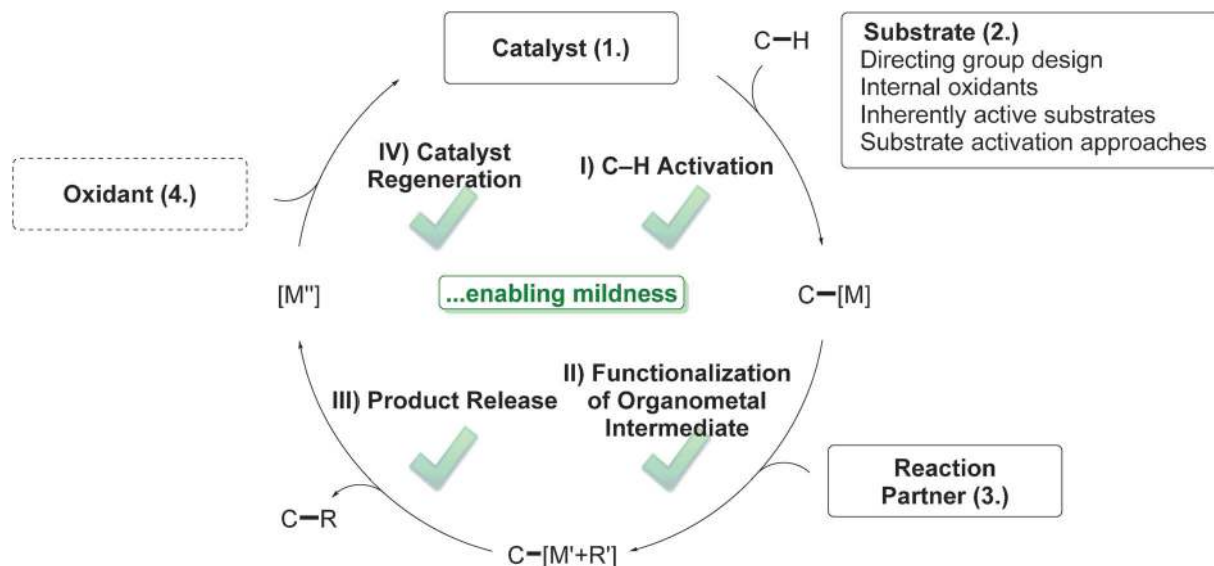 Catalyst (1.)
C–H
Substrate (2.)
Directing group design
Internal oxidants
Inherently active substrates
Substrate activation approaches
IV) Catalyst
Regeneration
I) C–H Activation
Oxidant (4.)
[M"]
...enabling mildness
C–[M]
III) Product Release
II) Functionalization
of Organometal
Intermediate
Reaction
Partner (3.)
C–R
C–[M'+R']